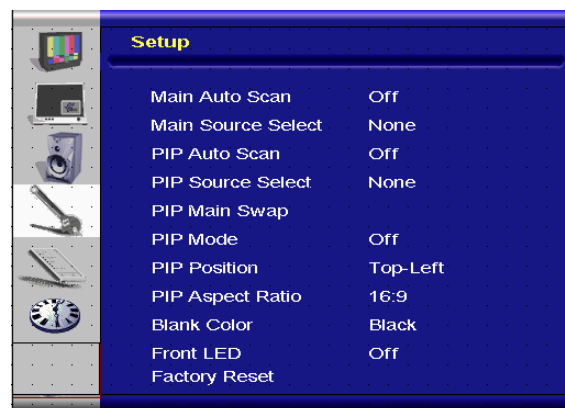 Setup
Main Auto Scan Off
Main Source Select None
PIP Auto Scan Off
PIP Source Select None
PIP Main Swap
PIP Mode Off
PIP Position Top-Left
PIP Aspect Ratio 16:9
Blank Color Black
Front LED Off
Factory Reset